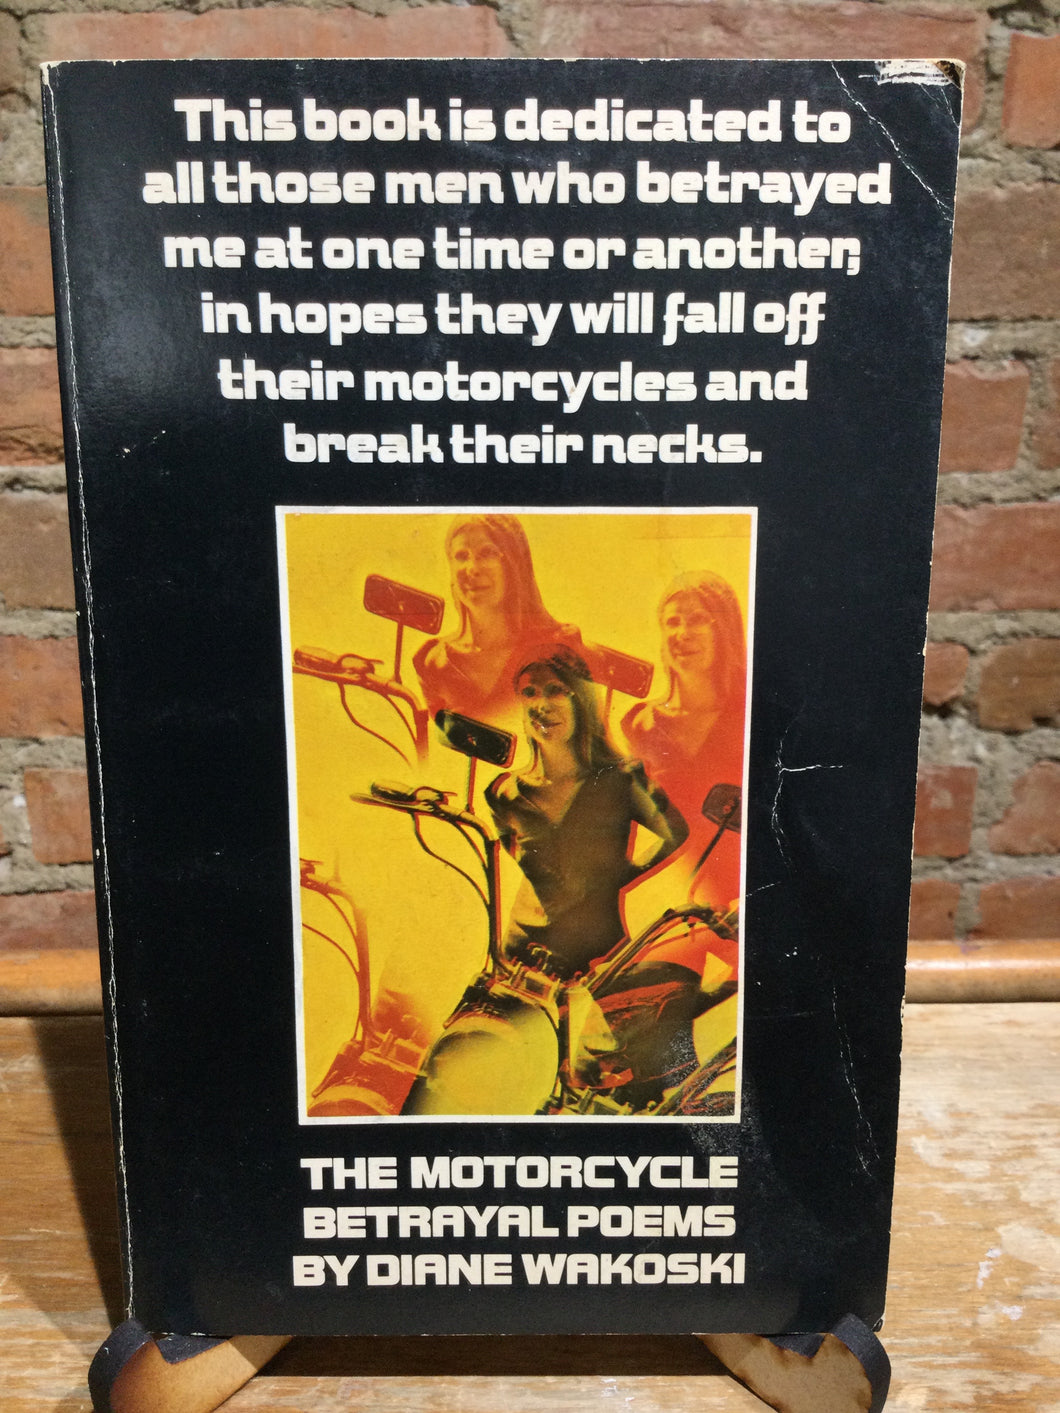 This book is dedicated to
all those men who betrayed
me at one time or another,
in hopes they will fall off
their motorcycles and
break their necks.
THE MOTORCYCLE
BETRAYAL POEMS
BY DIANE WAKOSKI